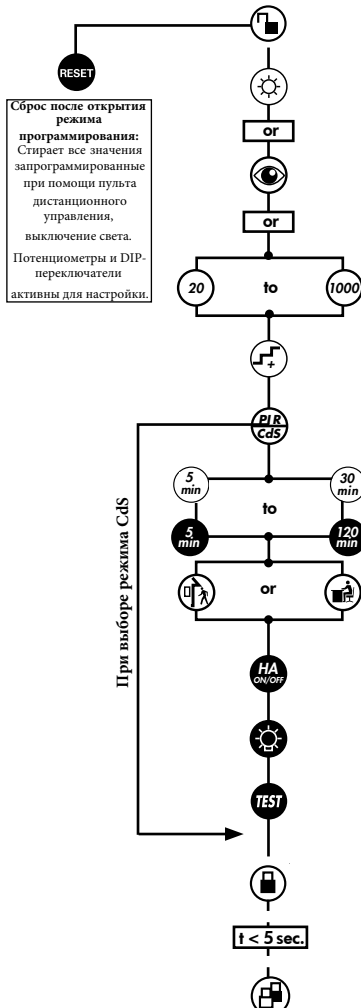 RESET
Сброс после открытия
режима
программирования:
Стирает все значения
запрограммированные
при помощи пульта
дистанционного
управления,
выключение света.
Потенциометры и DIP-
переключатели
активны для настройки.
or
or
20 to 1000
+
PIR
CdS
5 min
30 min
to
5 min
120 min
or
При выборе режима CdS
HA
ON/OFF
TEST
t < 5 sec.